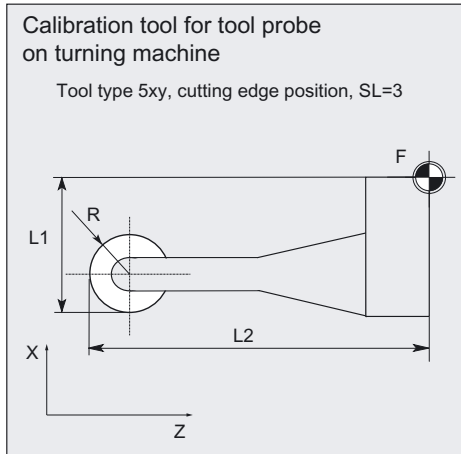 Calibration tool for tool probe
on turning machine
Tool type 5xy, cutting edge position, SL=3
F
R
L1
L2
X
Z